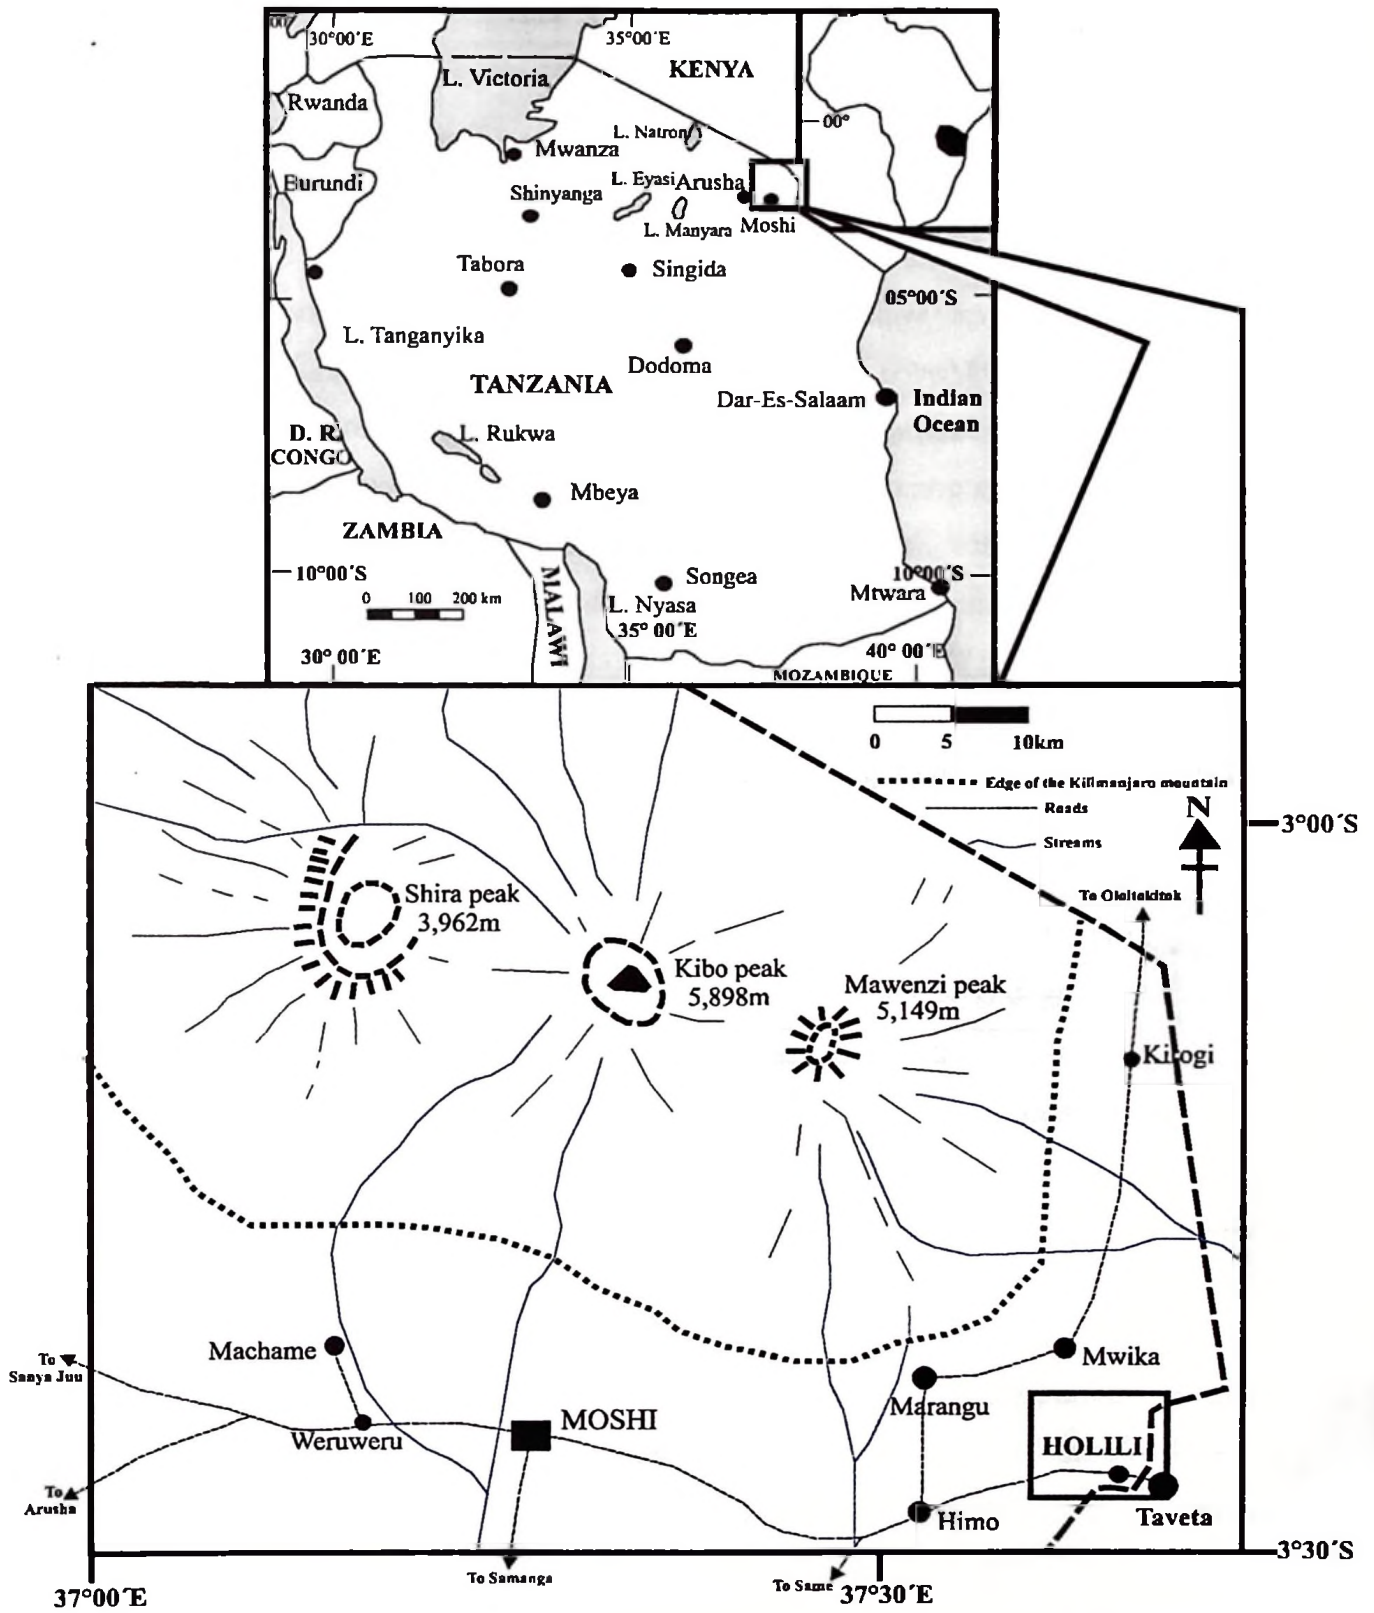 30°00´E
35°00´E
KENYA
L. Victoria
Rwanda
00°
L. Natron
Mwanza
Burundi
L. Eyasi
Arusha
Shinyanga
L. Manyara
Moshi
Tabora
Singida
05°00´S
L. Tanganyika
Dodoma
TANZANIA
Dar-Es-Salaam
Indian
Ocean
D. R.
CONGO
L. Rukwa
Mbeya
ZAMBIA
10°00´S
10°00´S
MALAWI
Songea
Mtwara
0 100 200 km
L. Nyasa
35° 00´E
30° 00´E
40° 00´E
MOZAMBIQUE
0 5 10km
Edge of the Kilimanjaro mountain
Roads
N
3°00´S
Streams
To Oloitokitok
Shira peak
3,962m
Kibo peak
5,898m
Mawenzi peak
5,149m
Kirogi
Machame
To
Sanya Juu
Mwika
Marangu
MOSHI
Weruweru
HOLILI
To
Arusha
Taveta
Himo
3°30´S
To Samanga
To Same
37°00´E
37°30´E